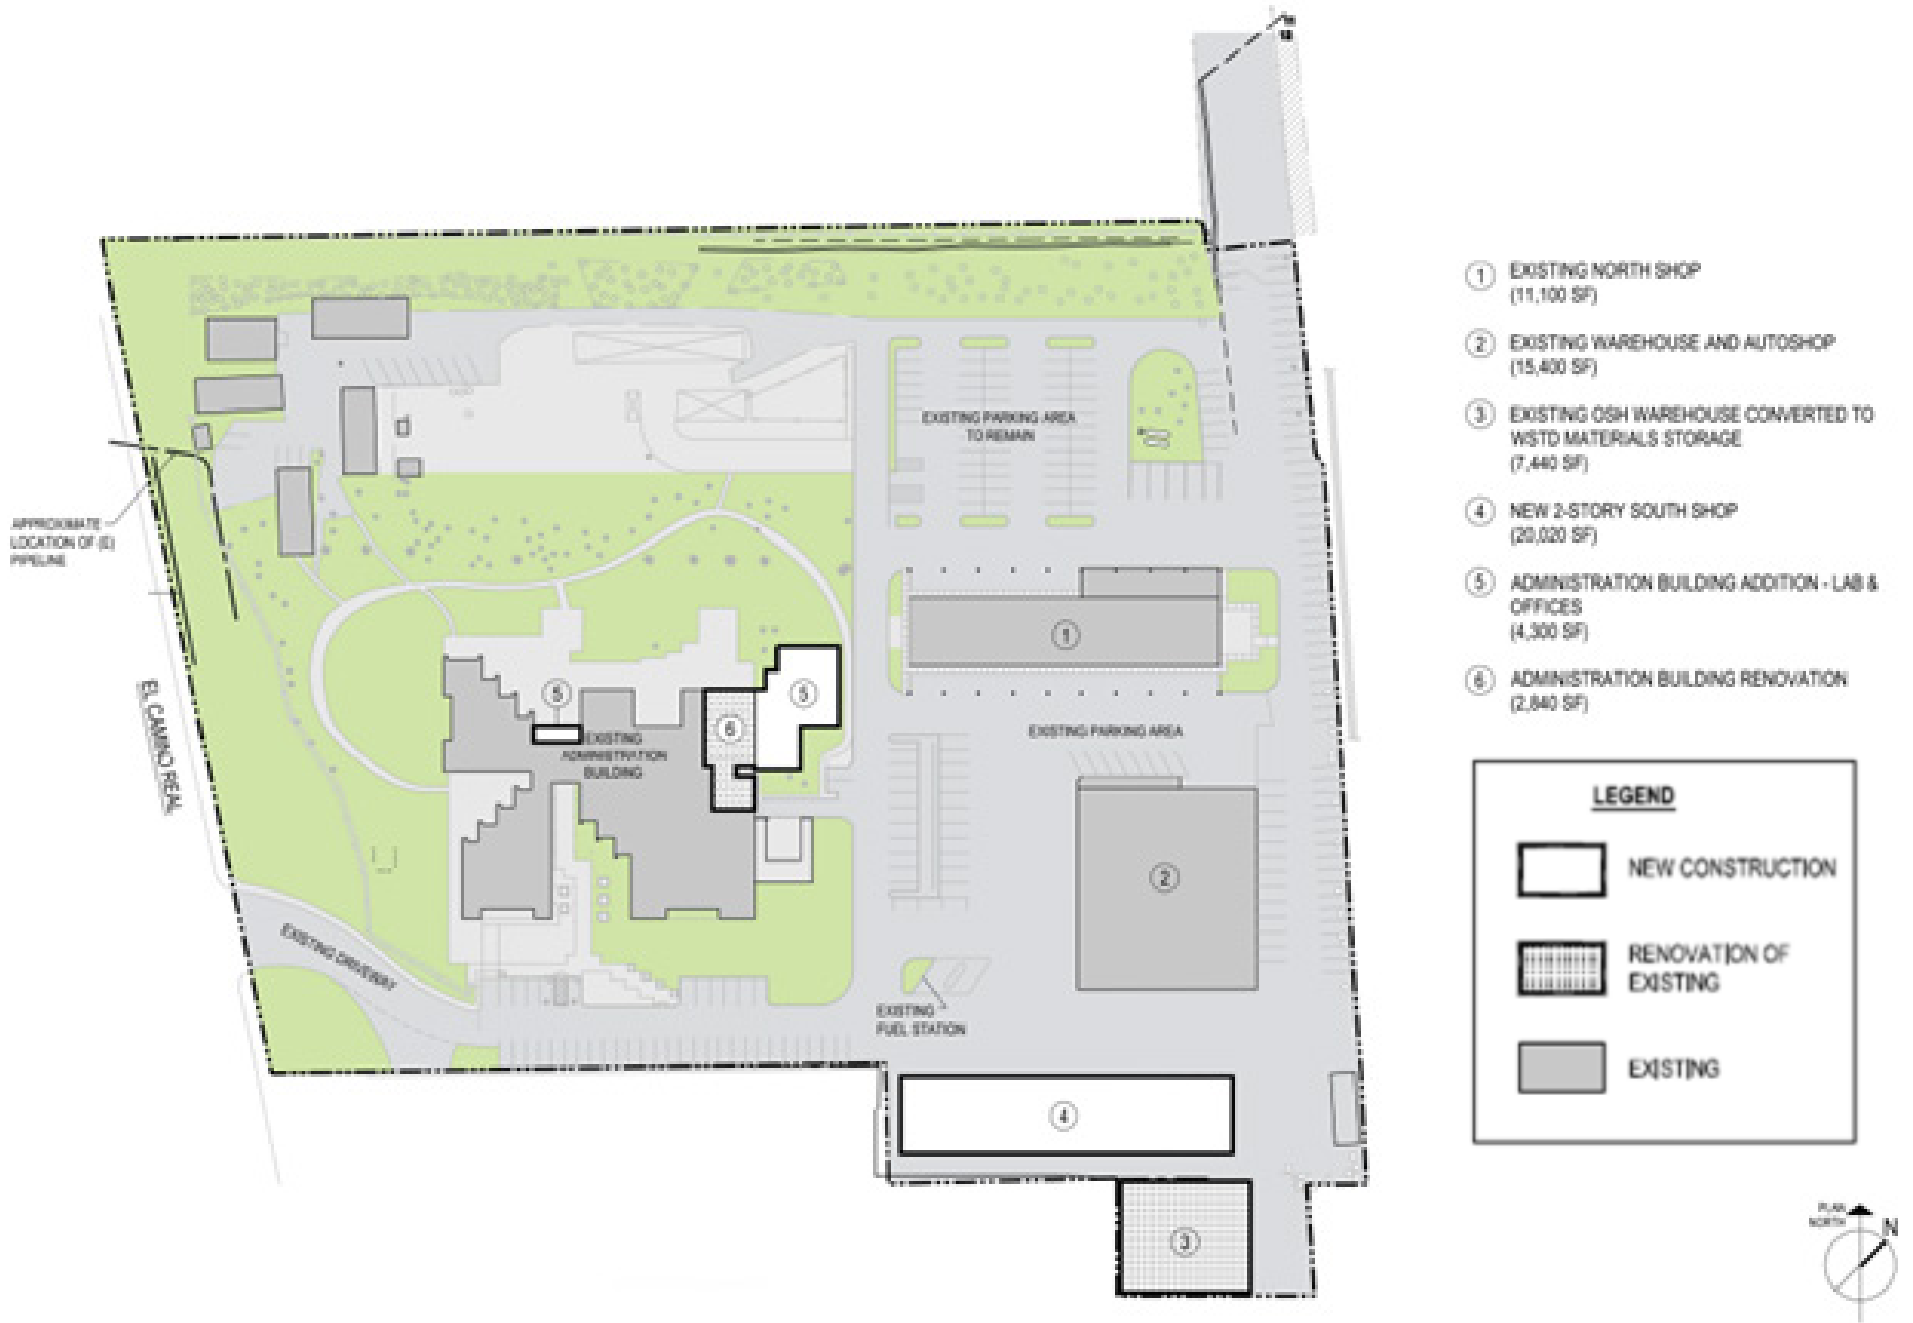 1 EXISTING NORTH SHOP
(11,100 SF)
2 EXISTING WAREHOUSE AND AUTOSHOP
(15,400 SF)
3 EXISTING OSH WAREHOUSE CONVERTED TO
WSTD MATERIALS STORAGE
(7,440 SF)
4 NEW 2-STORY SOUTH SHOP
(20,020 SF)
5 ADMINISTRATION BUILDING ADDITION - LAB &
OFFICES
(4,300 SF)
6 ADMINISTRATION BUILDING RENOVATION
(2,840 SF)
EXISTING PARKING AREA
TO REMAIN
APPROXIMATE
LOCATION OF (E)
PIPELINE
1
EL CAMINO REAL
5
6
EXISTING
ADMINISTRATION
BUILDING
EXISTING PARKING AREA
2
EXISTING DRIVEWAY
EXISTING
FUEL STATION
4
3
LEGEND
NEW CONSTRUCTION
RENOVATION OF
EXISTING
EXISTING
PLAN
NORTH
N